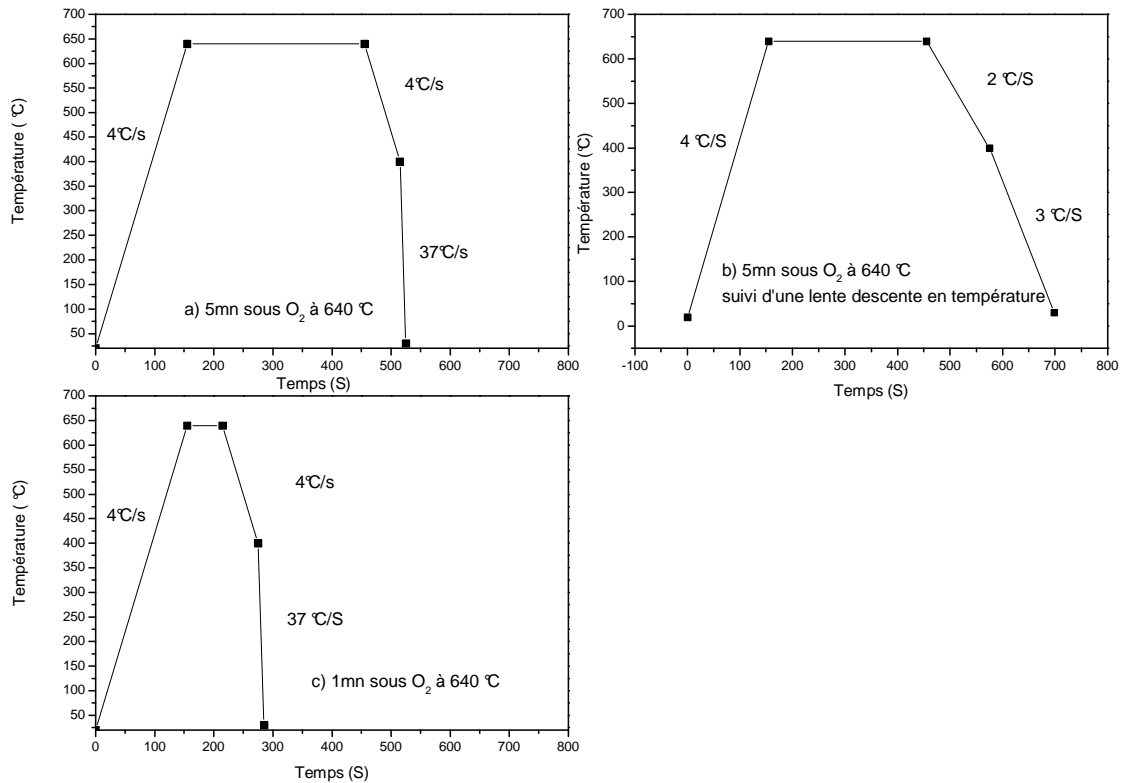 700
650
600
550
500
450
400
350
300
250
200
150
100
50
0 100 200 300 400 500 600 700 800
Température ( °C)
Temps (S)
4°C/s
4°C/s
37°C/s
a) 5mn sous O2 à 640 °C
700
600
500
400
300
200
100
0
-100 0 100 200 300 400 500 600 700 800
Température (°C)
Temps (S)
4 °C/S
2 °C/S
3 °C/S
b) 5mn sous O2 à 640 °C
suivi d'une lente descente en température
700
650
600
550
500
450
400
350
300
250
200
150
100
50
0 100 200 300 400 500 600 700 800
Température ( °C)
Temps (S)
4°C/s
4°C/s
37 °C/S
c) 1mn sous O2 à 640 °C